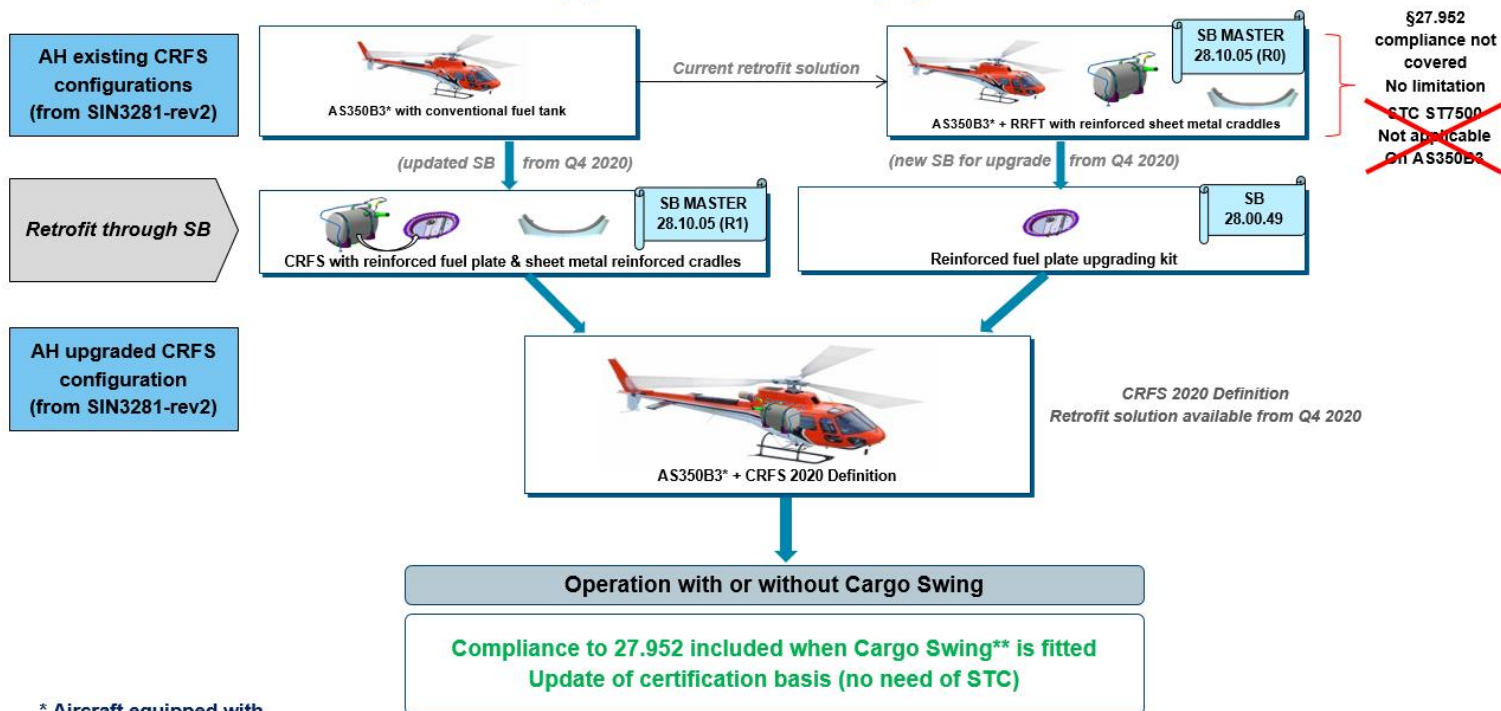 AH existing CRFS
configurations
(from SIN3281-rev2)
AS350B3* with conventional fuel tank
Current retrofit solution
SB MASTER
28.10.05 (R0)
AS350B3* + RRFT with reinforced sheet metal craddles
§27.952
compliance not
covered
No limitation
STC ST7500
Not applicable
On AS350B3
(updated SB from Q4 2020)
(new SB for upgrade from Q4 2020)
Retrofit through SB
SB MASTER
28.10.05 (R1)
CRFS with reinforced fuel plate & sheet metal reinforced cradles
SB
28.00.49
Reinforced fuel plate upgrading kit
AH upgraded CRFS
configuration
(from SIN3281-rev2)
AS350B3* + CRFS 2020 Definition
CRFS 2020 Definition
Retrofit solution available from Q4 2020
Operation with or without Cargo Swing
Compliance to 27.952 included when Cargo Swing** is fitted
Update of certification basis (no need of STC)
* Aircraft equipped with